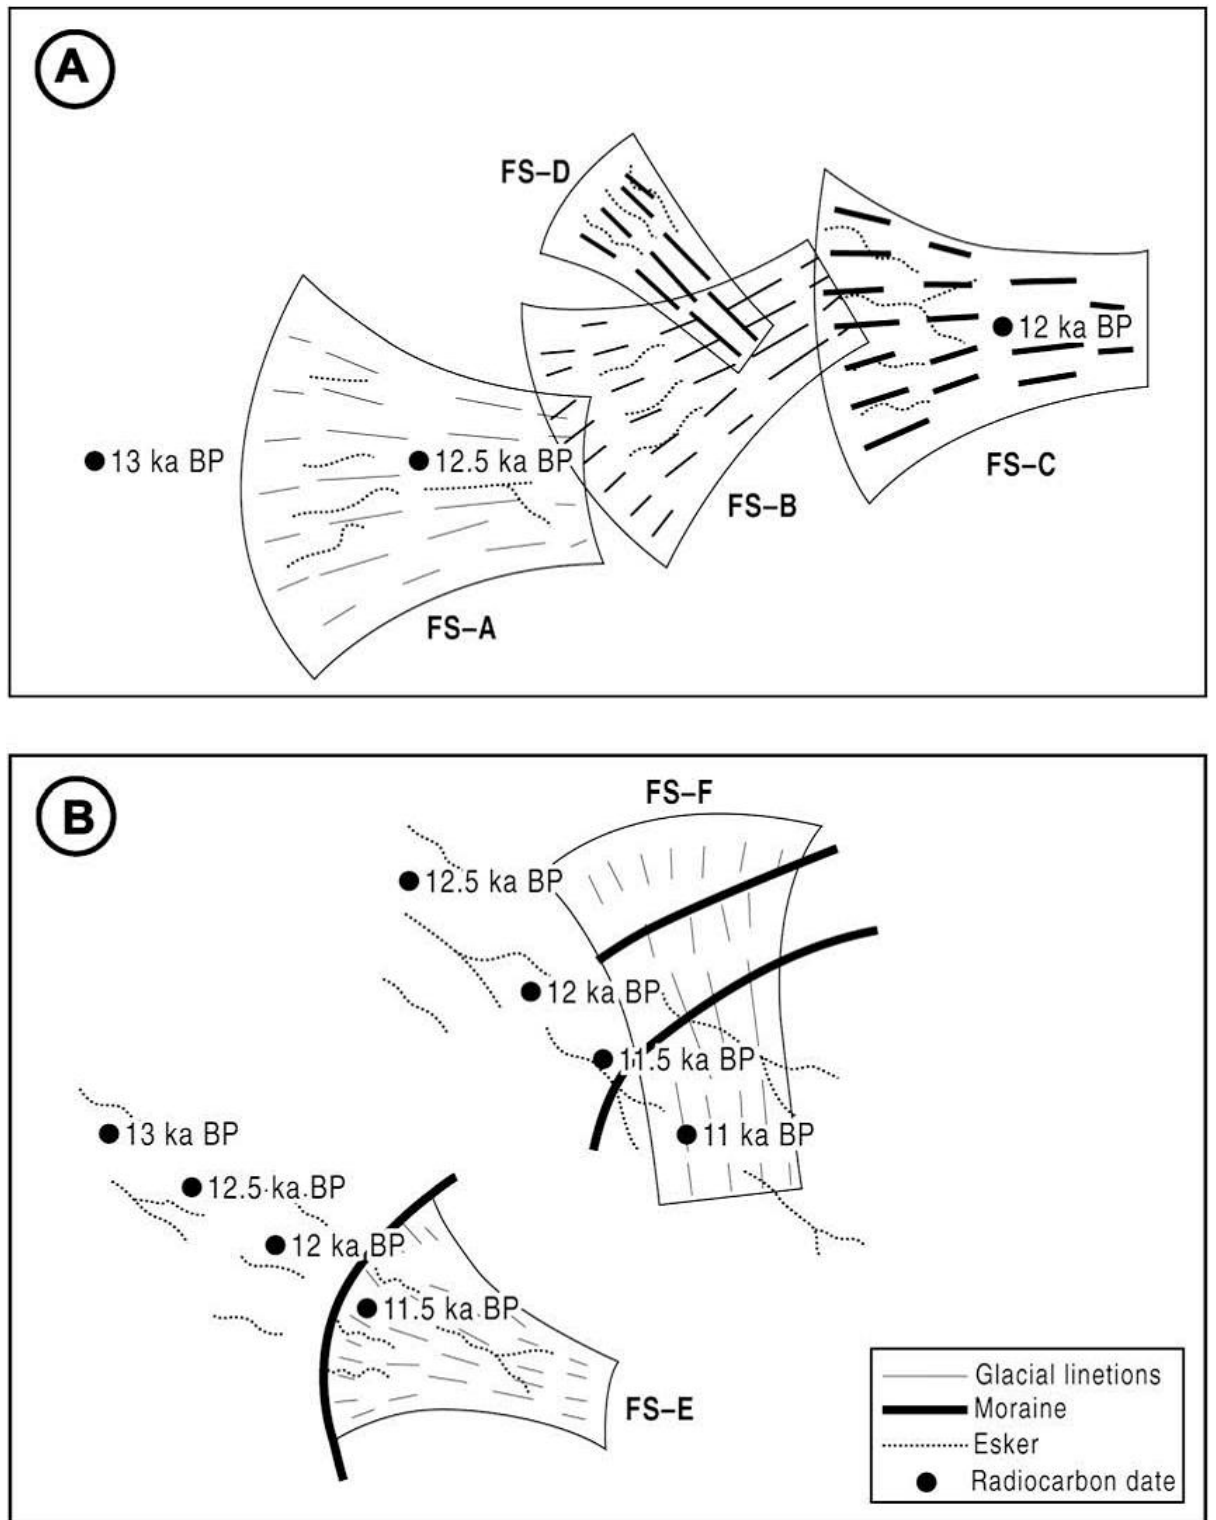 A
FS–D
12 ka BP
13 ka BP
12.5 ka BP
FS–C
FS–B
FS–A
B
FS–F
12.5 ka BP
12 ka BP
11.5 ka BP
13 ka BP
11 ka BP
12.5 ka BP
12 ka BP
11.5 ka BP
FS–E
Glacial linetions
Moraine
Esker
Radiocarbon date